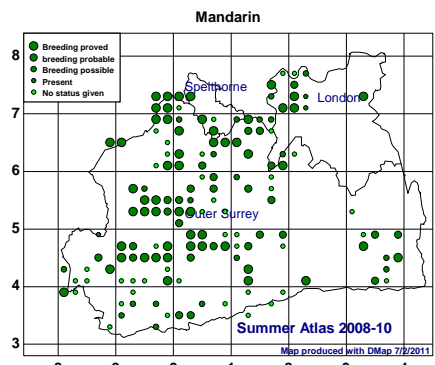 Mandarin
8
Breeding proved
breeding probable
Breeding possible
Present
No status given
Spelthorne
London
7
6
Outer Surrey
5
4
Summer Atlas 2008-10
Map produced with DMap 7/2/2011
3